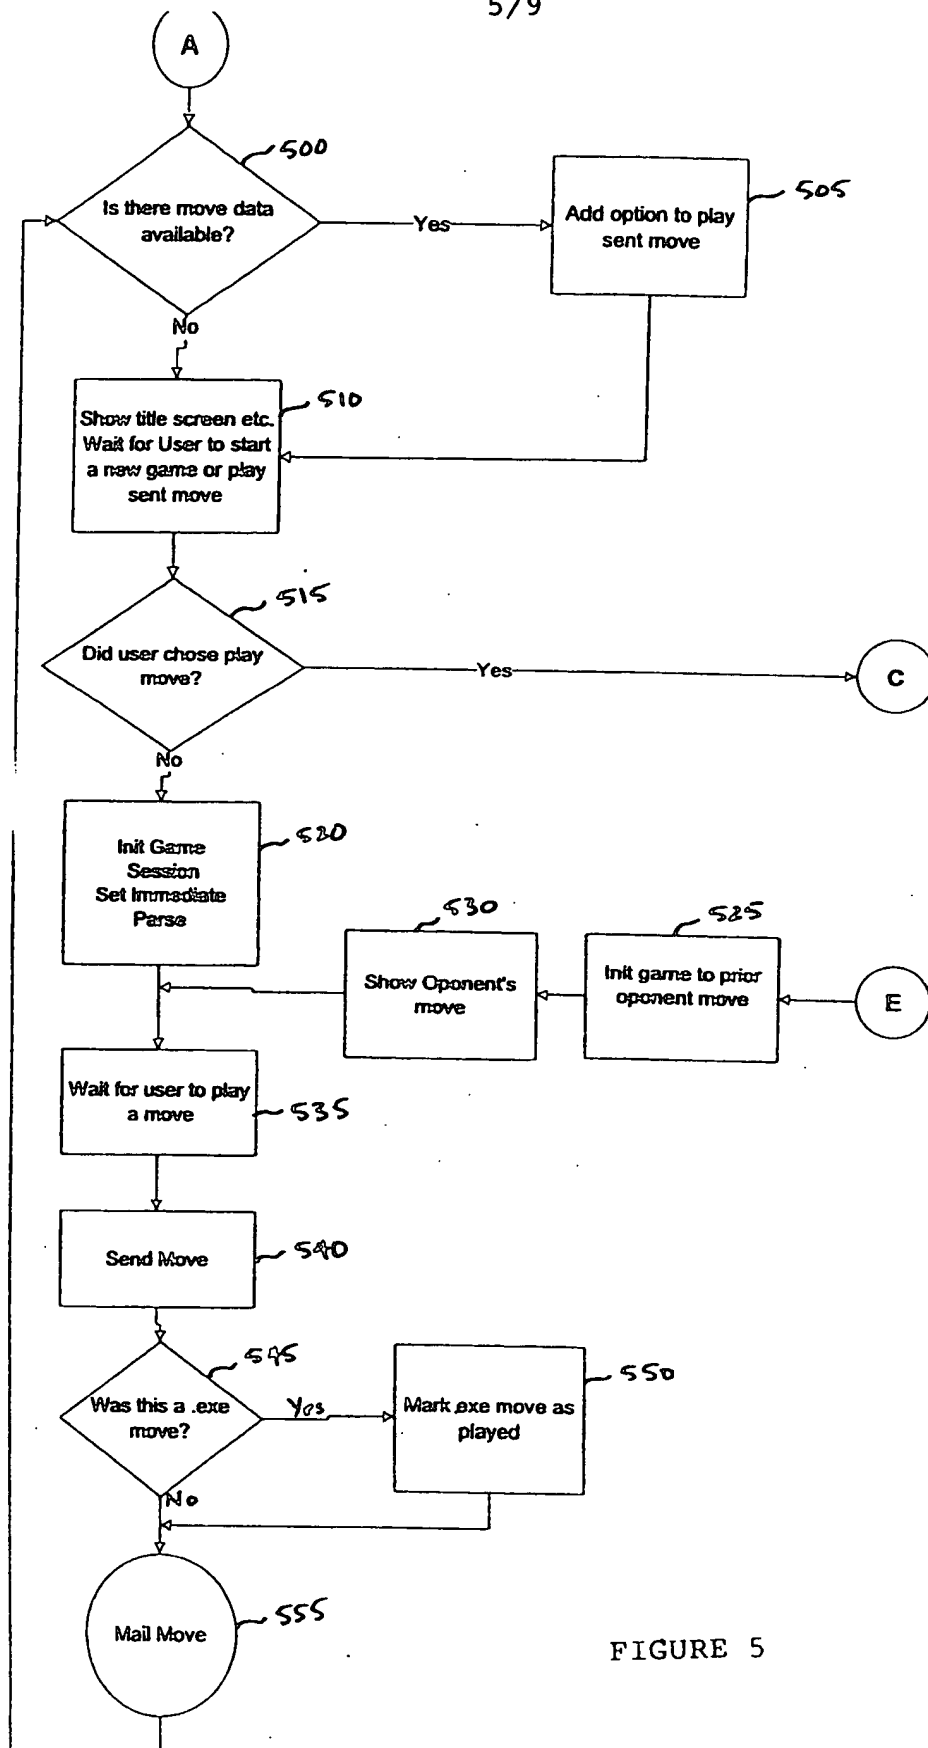 5/9
A
500
Is there move data
available?
Yes
505
Add option to play
sent move
No
510
Show title screen etc.
Wait for User to start
a new game or play
sent move
515
Did user chose play
move?
Yes
C
No
520
Init Game
Session
Set Immediate
Parse
530
Show Oponent's
move
525
Init game to prior
oponent move
E
Wait for user to play
a move
535
Send Move
540
545
Was this a .exe
move?
Yes
550
Mark .exe move as
played
No
Mail Move
555
FIGURE 5